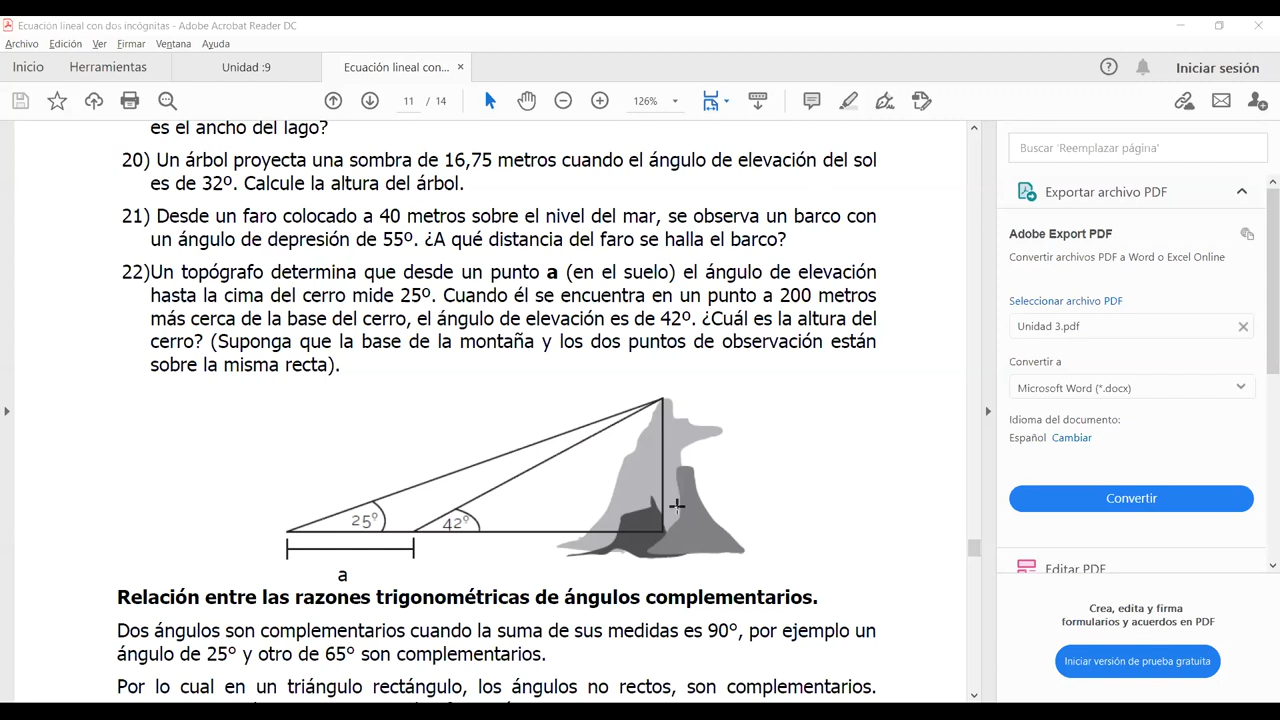 Ecuación lineal con dos incógnitas - Adobe Acrobat Reader DC
Archivo Edición Ver Firmar Ventana Ayuda
Inicio Herramientas Unidad :9 Ecuación lineal con... × Iniciar sesión
11 / 14 126%
es el ancho del lago?
20) Un árbol proyecta una sombra de 16,75 metros cuando el ángulo de elevación del sol
es de 32º. Calcule la altura del árbol.
21) Desde un faro colocado a 40 metros sobre el nivel del mar, se observa un barco con
un ángulo de depresión de 55º. ¿A qué distancia del faro se halla el barco?
22)Un topógrafo determina que desde un punto a (en el suelo) el ángulo de elevación
hasta la cima del cerro mide 25º. Cuando él se encuentra en un punto a 200 metros
más cerca de la base del cerro, el ángulo de elevación es de 42º. ¿Cuál es la altura del
cerro? (Suponga que la base de la montaña y los dos puntos de observación están
sobre la misma recta).
25º 42º
a
Relación entre las razones trigonométricas de ángulos complementarios.
Dos ángulos son complementarios cuando la suma de sus medidas es 90°, por ejemplo un
ángulo de 25° y otro de 65° son complementarios.
Por lo cual en un triángulo rectángulo, los ángulos no rectos, son complementarios.
Buscar 'Reemplazar página'
Exportar archivo PDF
Adobe Export PDF
Convertir archivos PDF a Word o Excel Online
Seleccionar archivo PDF
Unidad 3.pdf
Convertir a
Microsoft Word (*.docx)
Idioma del documento:
Español Cambiar
Convertir
Editar PDF
Crea, edita y firma
formularios y acuerdos en PDF
Iniciar versión de prueba gratuita